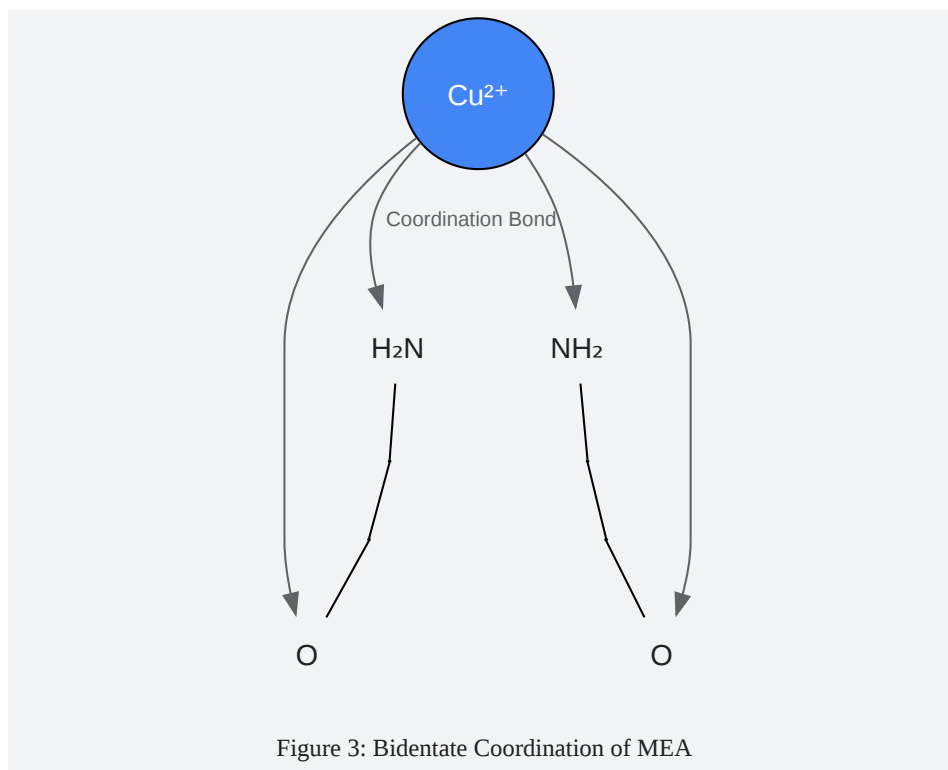 Cu²⁺
Coordination Bond
H₂N NH₂
O O
Figure 3: Bidentate Coordination of MEA